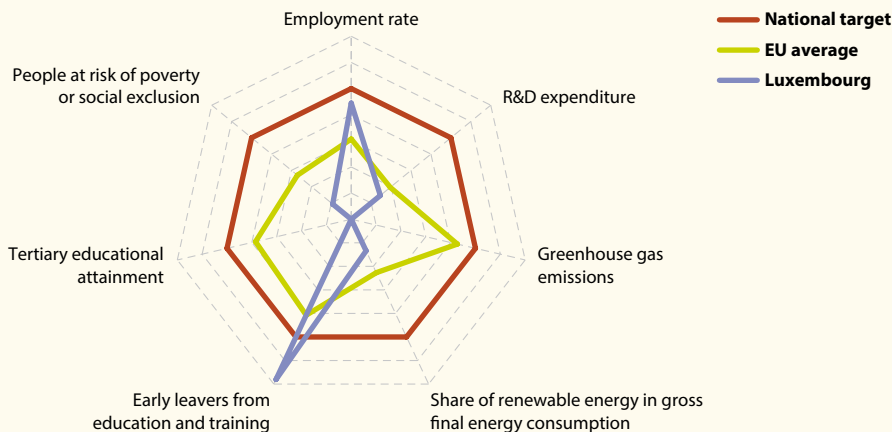 Employment rate
National target
EU average
Luxembourg
People at risk of poverty
or social exclusion
R&D expenditure
Tertiary educational
attainment
Greenhouse gas
emissions
Early leavers from
education and training
Share of renewable energy in gross
final energy consumption